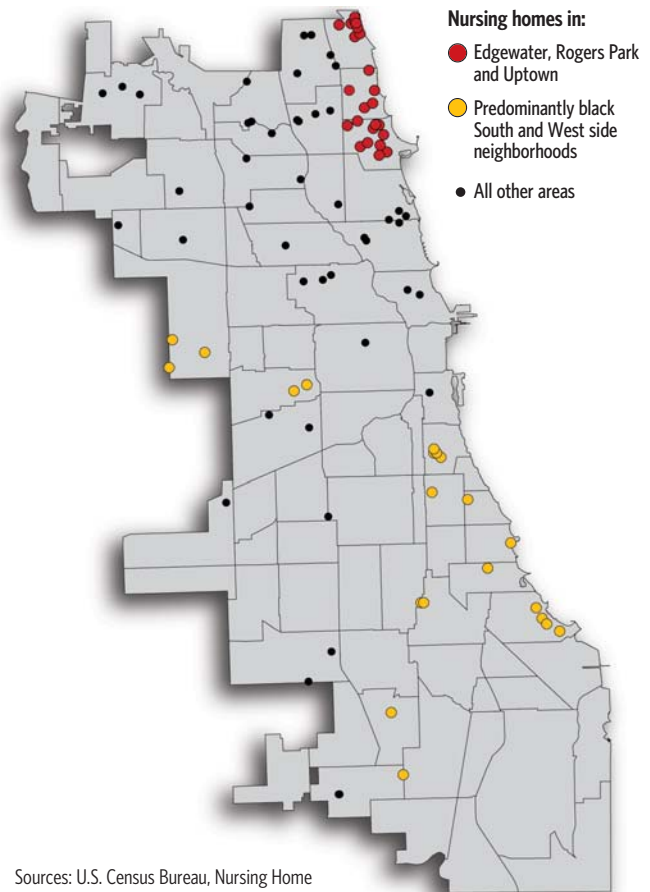 Nursing homes in:
Edgewater, Rogers Park
and Uptown
Predominantly black
South and West side
neighborhoods
All other areas
Sources: U.S. Census Bureau, Nursing Home